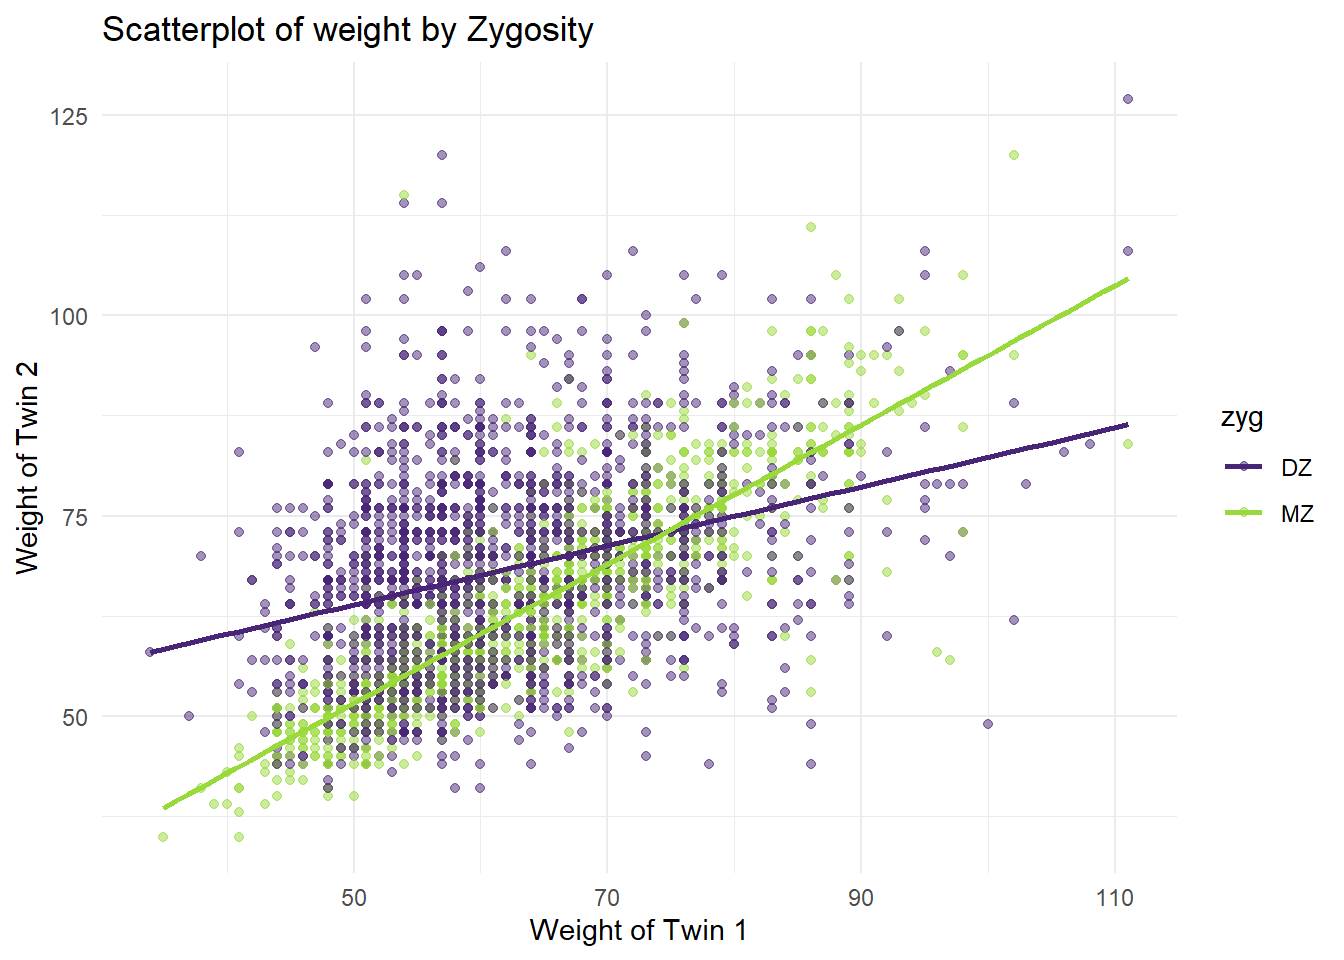 Scatterplot of weight by Zygosity
125
100
75
50
Weight of Twin 2
50 70 90 110
Weight of Twin 1
zyg
DZ
MZ